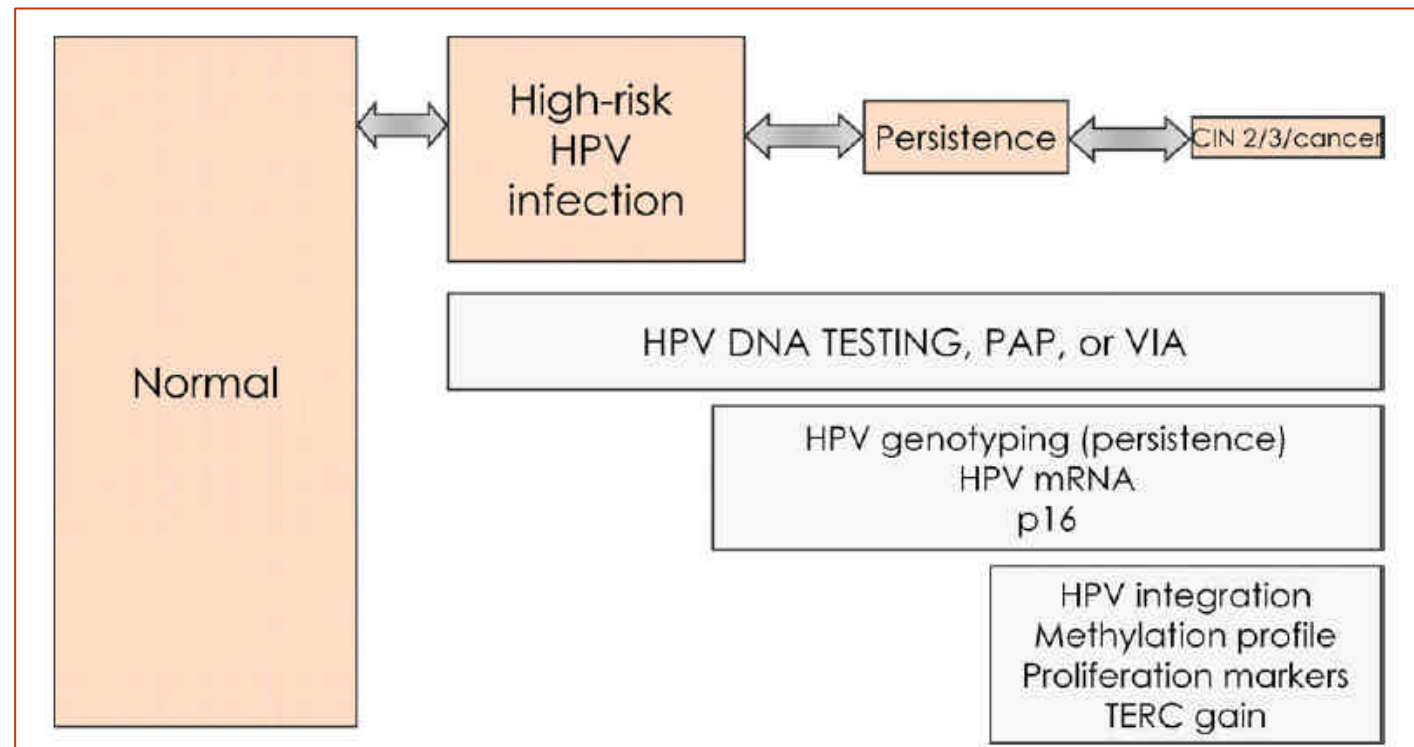 High-risk
HPV
infection
Persistence
CIN 2/3/cancer
Normal
HPV DNA TESTING, PAP, or VIA
HPV genotyping (persistence)
HPV mRNA
p16
HPV integration
Methylation profile
Proliferation markers
TERC gain